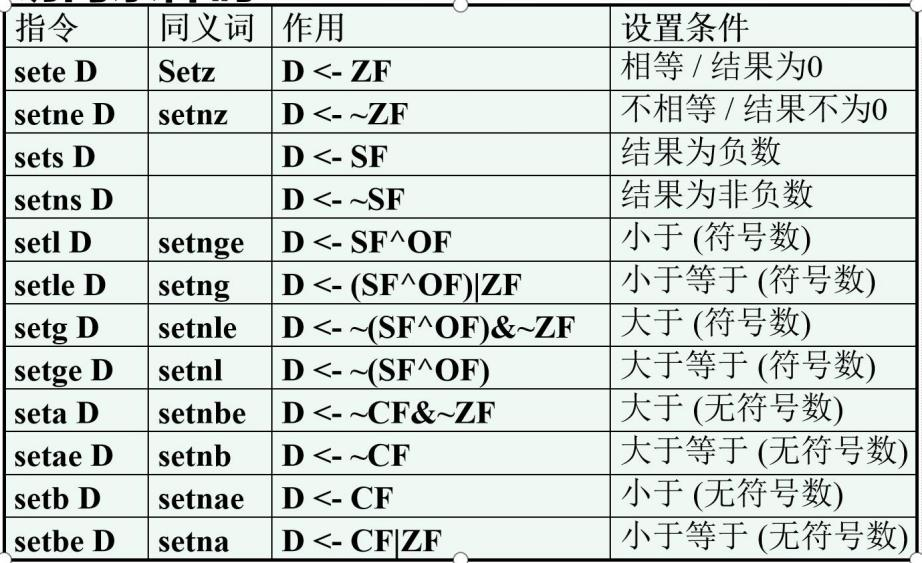 指令 同义词 作用 设置条件
sete D Setz D <- ZF 相等 / 结果为0
setne D setnz D <- ~ZF 不相等 / 结果不为0
sets D D <- SF 结果为负数
setns D D <- ~SF 结果为非负数
setl D setnge D <- SF^OF 小于 (符号数)
setle D setng D <- (SF^OF)|ZF 小于等于 (符号数)
setg D setnle D <- ~(SF^OF)&~ZF 大于 (符号数)
setge D setnl D <- ~(SF^OF) 大于等于 (符号数)
seta D setnbe D <- ~CF&~ZF 大于 (无符号数)
setae D setnb D <- ~CF 大于等于 (无符号数)
setb D setnae D <- CF 小于 (无符号数)
setbe D setna D <- CF|ZF 小于等于 (无符号数)